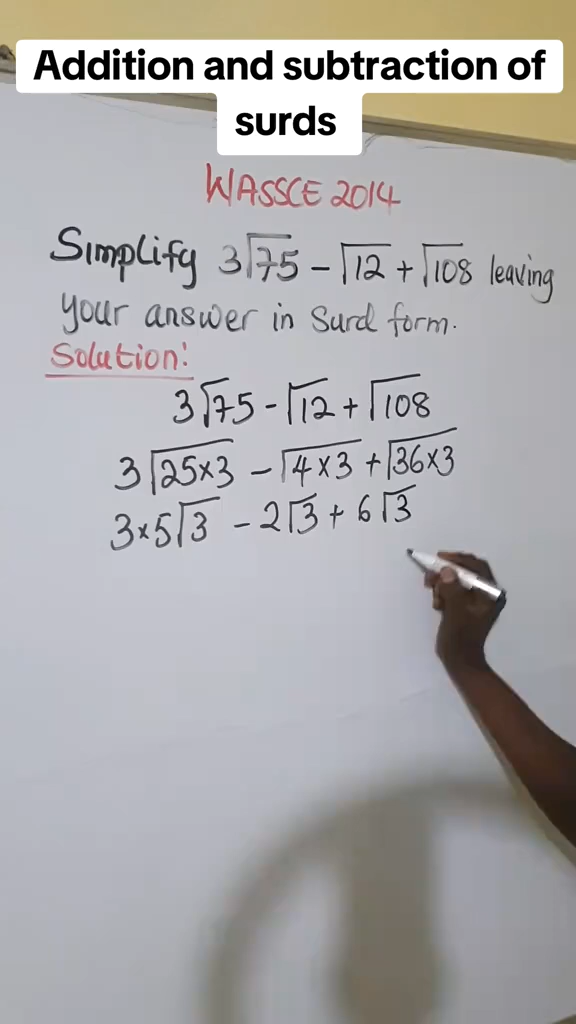 Addition and subtraction of
surds
WASSCE 2014
Simplify 3√75 - √12 + √108 leaving
your answer in Surd form.
Solution:
3√75 - √12 + √108
3√25×3 - √4×3 + √36×3
3×5√3 - 2√3 + 6√3